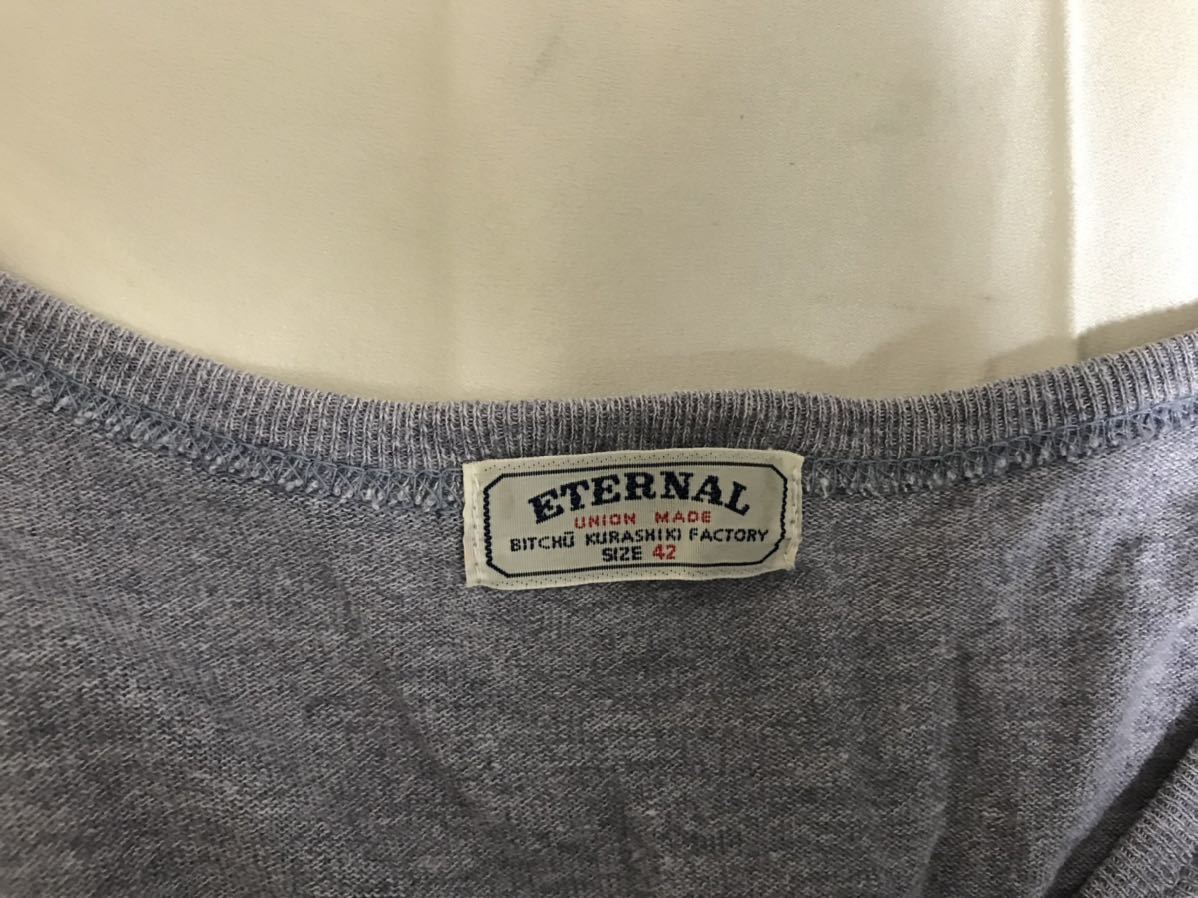 ETERNAL
UNION MADE
BITCHŪ KURASHIKI FACTORY
SIZE 42